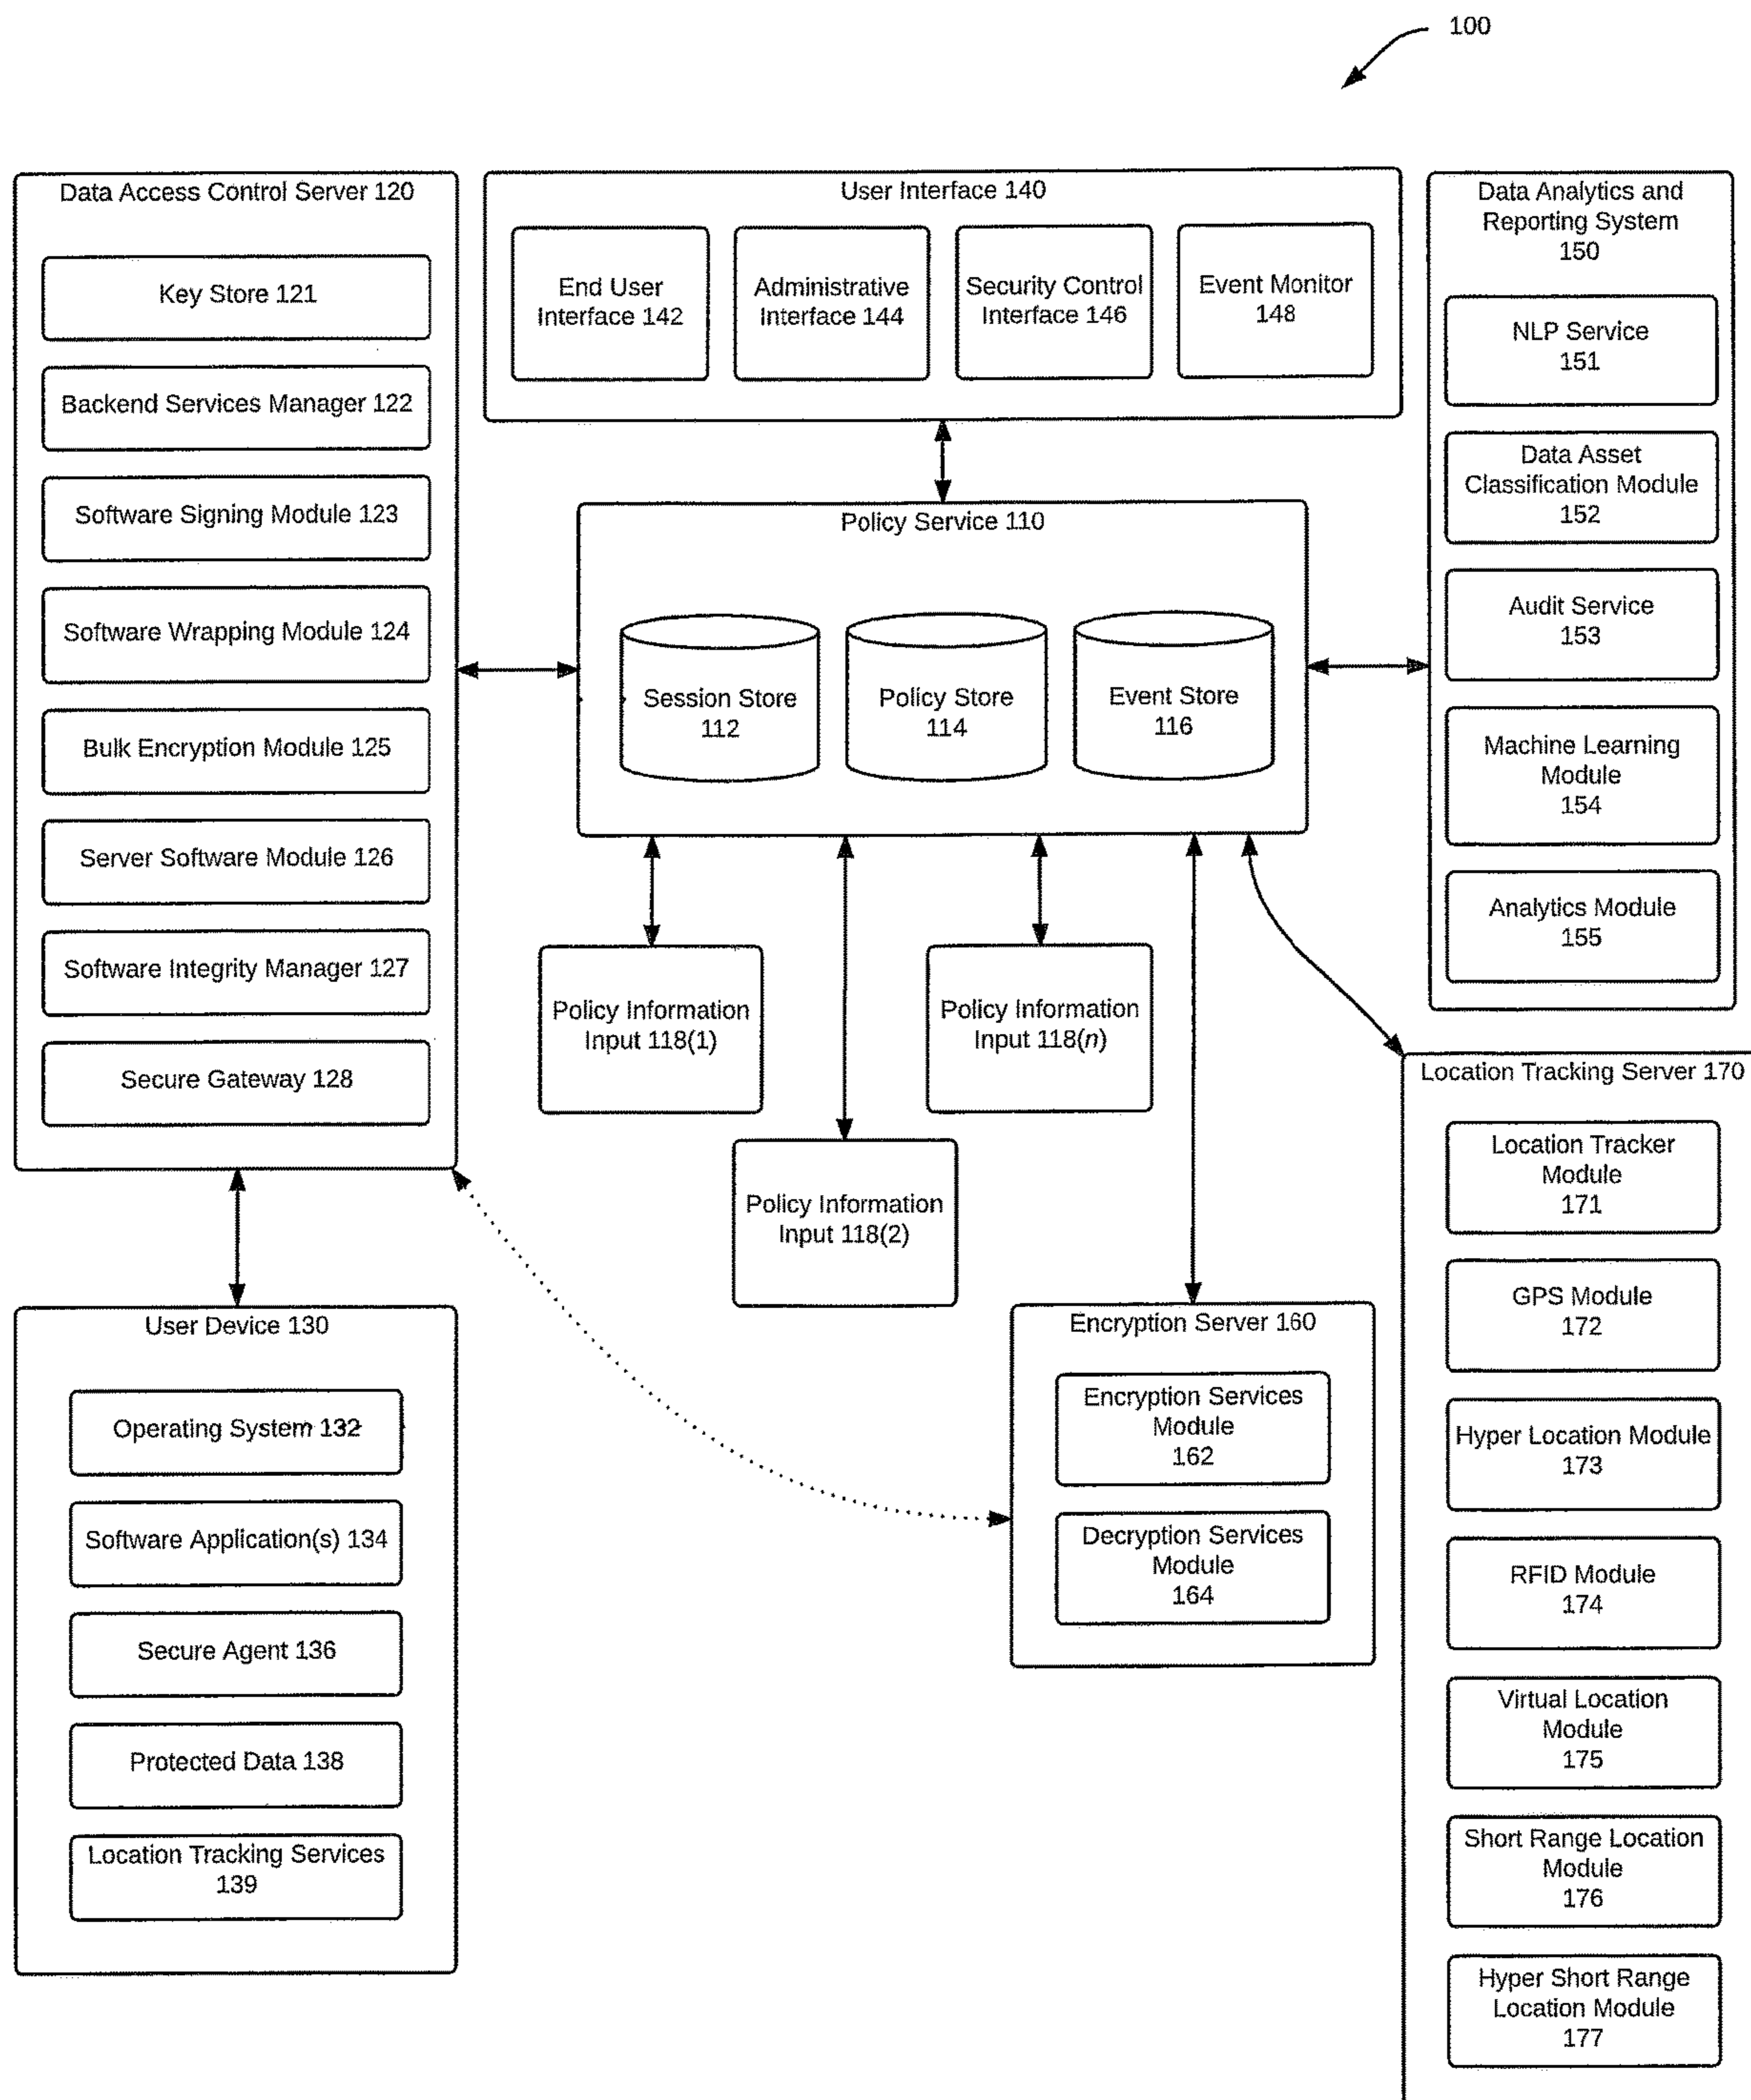 100
Data Access Control Server 120
Key Store 121
Backend Services Manager 122
Software Signing Module 123
Software Wrapping Module 124
Bulk Encryption Module 125
Server Software Module 126
Software Integrity Manager 127
Secure Gateway 128
User Interface 140
End User
Interface 142
Administrative
Interface 144
Security Control
Interface 146
Event Monitor
148
Data Analytics and
Reporting System
150
NLP Service
151
Data Asset
Classification Module
152
Audit Service
153
Machine Learning
Module
154
Analytics Module
155
Policy Service 110
Session Store
112
Policy Store
114
Event Store
116
Policy Information
Input 118(1)
Policy Information
Input 118(n)
Policy Information
Input 118(2)
User Device 130
Operating System 132
Software Application(s) 134
Secure Agent 136
Protected Data 138
Location Tracking Services
139
Encryption Server 160
Encryption Services
Module
162
Decryption Services
Module
164
Location Tracking Server 170
Location Tracker
Module
171
GPS Module
172
Hyper Location Module
173
RFID Module
174
Virtual Location
Module
175
Short Range Location
Module
176
Hyper Short Range
Location Module
177